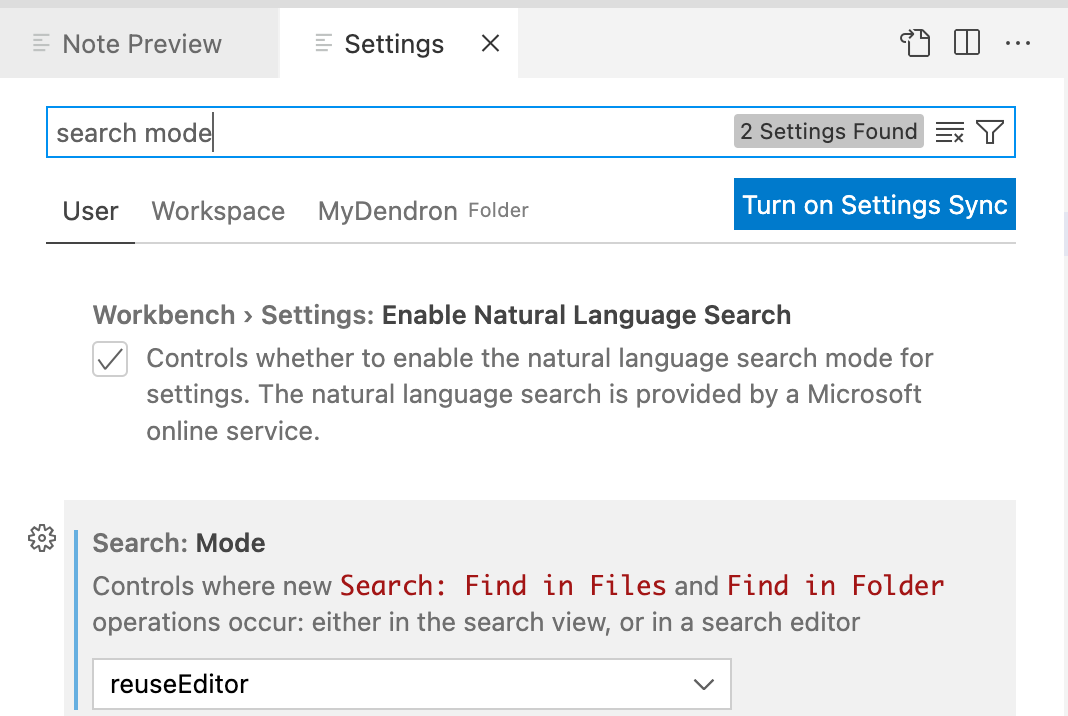 Note Preview Settings
search mode 2 Settings Found
User Workspace MyDendron Folder Turn on Settings Sync
Workbench › Settings: Enable Natural Language Search
Controls whether to enable the natural language search mode for
settings. The natural language search is provided by a Microsoft
online service.
Search: Mode
Controls where new Search: Find in Files and Find in Folder
operations occur: either in the search view, or in a search editor
reuseEditor